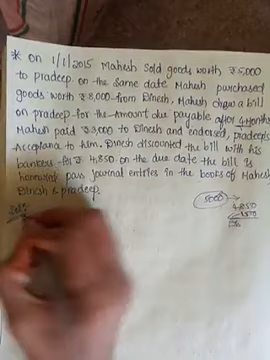 * On 1/1/2015 Mahesh Sold goods worth ₹ 5,000
to pradeep on the same date Mahesh purchased
goods worth ₹ 8,000 from Dinesh, Mahesh drew a bill
on pradeep for the Amount due payable after 4 Months
Mahesh paid ₹ 3,000 to Dinesh and endorsed, pradeep's
to him. Dinesh discounted the bill with his
bankers for ₹ 4,850 on the due date the bill is
pass journal entries in the books of Mahesh
Dinesh & pradeep.
5000
4,850
150